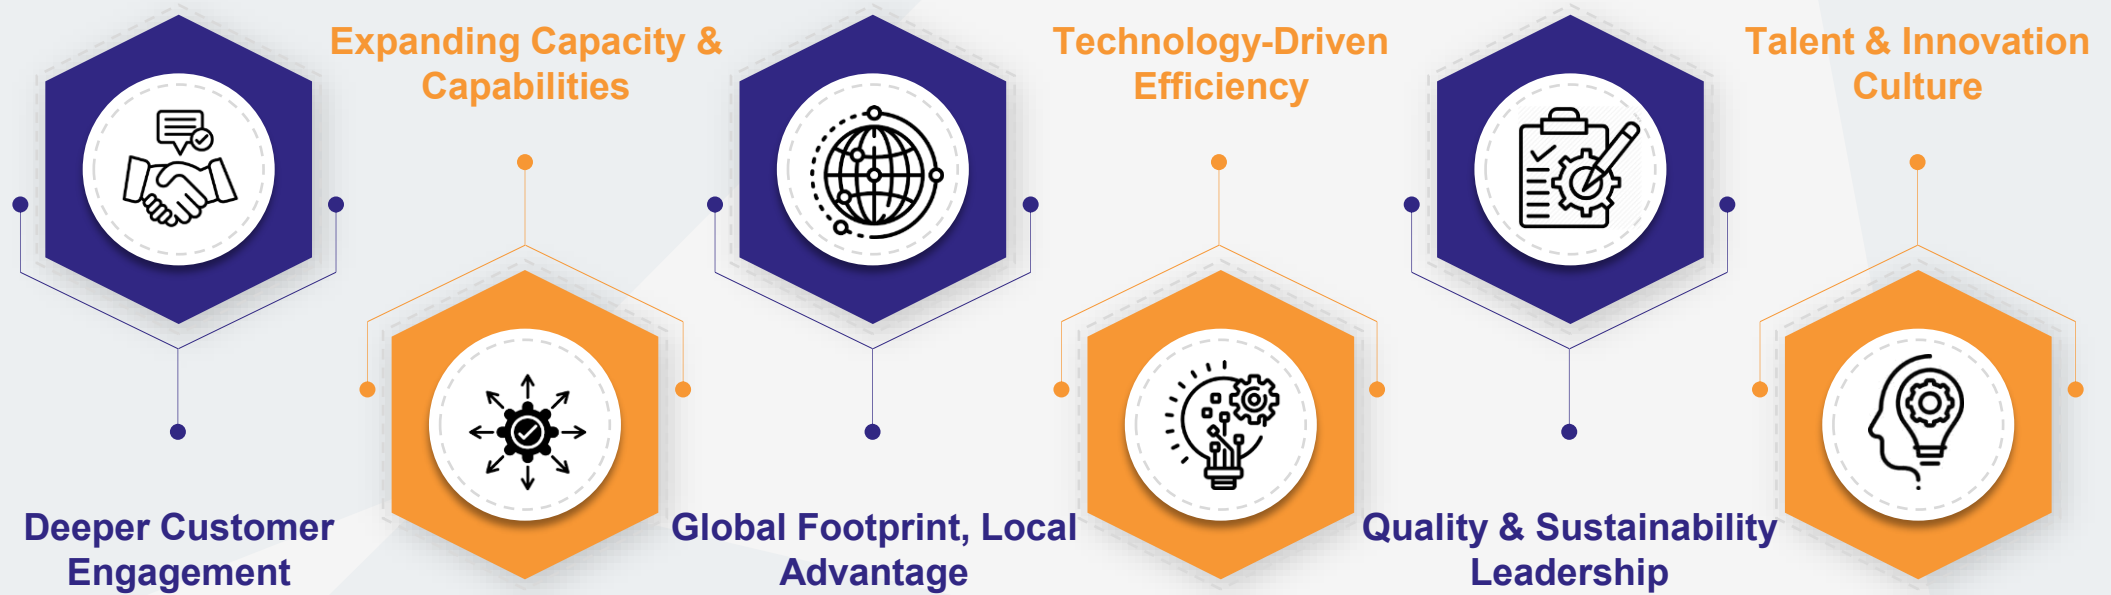 Deeper Customer
Engagement
Expanding Capacity &
Capabilities
Global Footprint, Local
Advantage
Technology-Driven
Efficiency
Quality & Sustainability
Leadership
Talent & Innovation
Culture